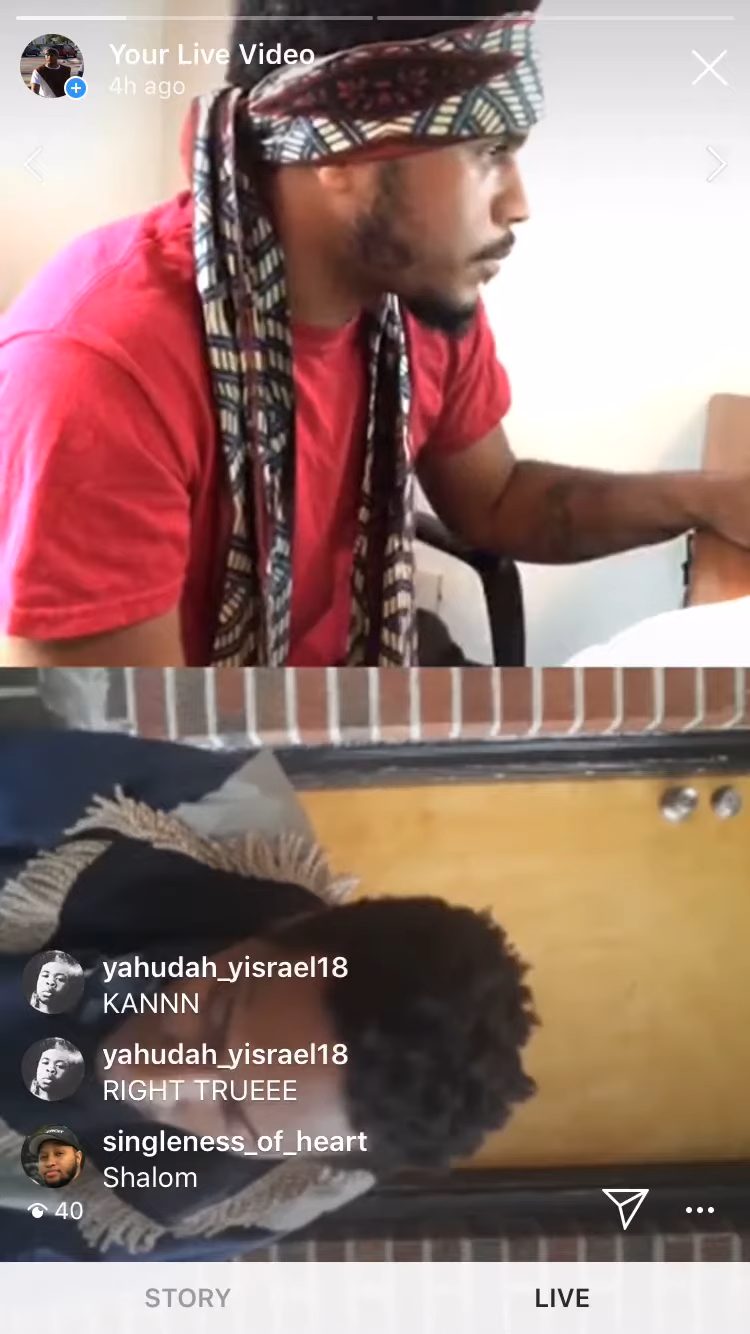 Your Live Video
4h ago
yahudah_yisrael18
KANNN
yahudah_yisrael18
RIGHT TRUEEE
singleness_of_heart
Shalom
40
STORY
LIVE